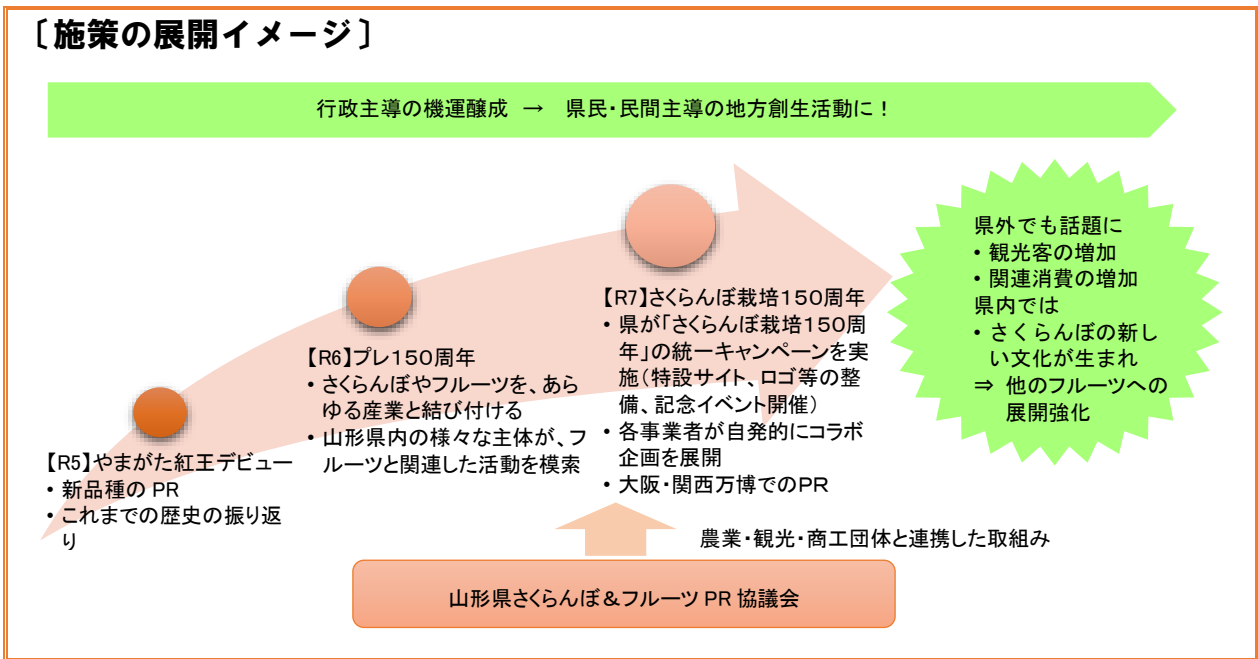 〔施策の展開イメージ〕
行政主導の機運醸成 → 県民・民間主導の地方創生活動に！
【R5】やまがた紅王デビュー
・新品種の PR
・これまでの歴史の振り返
り
【R6】プレ１５０周年
・さくらんぼやフルーツを、あら
ゆる産業と結び付ける
・山形県内の様々な主体が、フ
ルーツと関連した活動を模索
【R7】さくらんぼ栽培１５０周年
・県が「さくらんぼ栽培１５０周
年」の統一キャンペーンを実
施（特設サイト、ロゴ等の整
備、記念イベント開催）
・各事業者が自発的にコラボ
企画を展開
・大阪・関西万博でのＰＲ
県外でも話題に
・観光客の増加
・関連消費の増加
県内では
・さくらんぼの新し
い文化が生まれ
⇒ 他のフルーツへの
展開強化
農業・観光・商工団体と連携した取組み
山形県さくらんぼ＆フルーツ PR 協議会